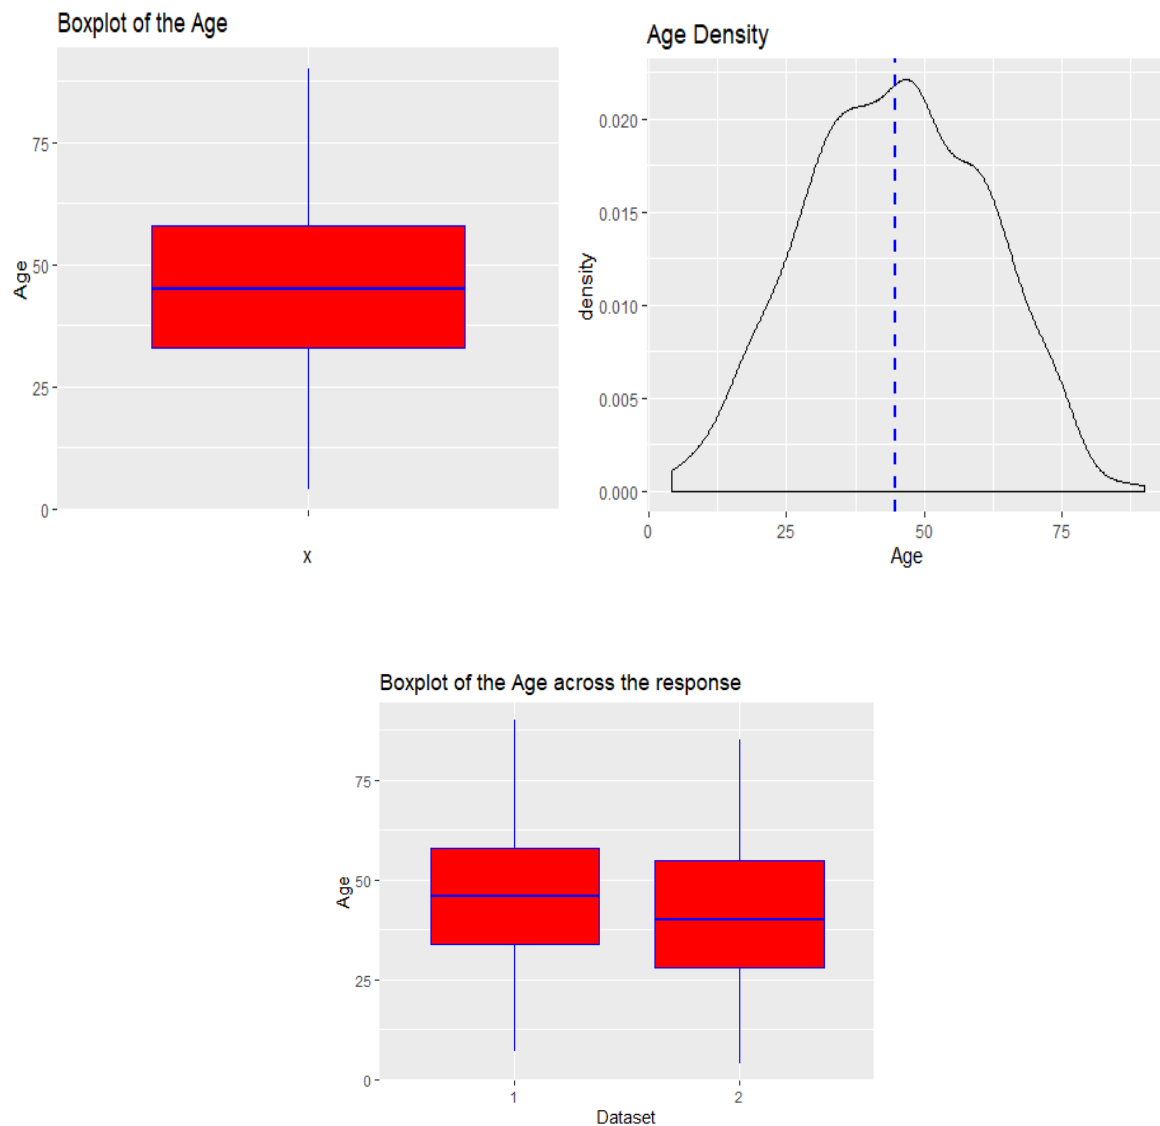 Boxplot of the Age
75
50
25
0
Age
x
Age Density
0.020
0.015
0.010
0.005
0.000
density
0 25 50 75
Age
Boxplot of the Age across the response
75
50
25
0
Age
1 2
Dataset